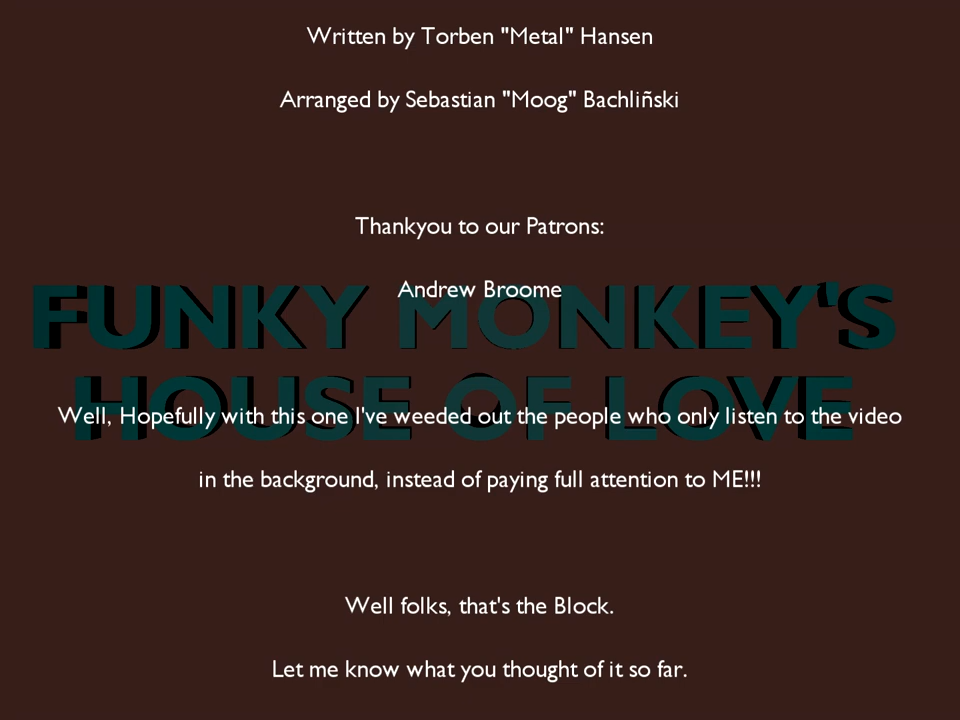 Written by Torben "Metal" Hansen
Arranged by Sebastian "Moog" Bachliñski
Thankyou to our Patrons:
Andrew Broome
FUNKY MONKEY'S
HOUSE OF LOVE
Well, Hopefully with this one I've weeded out the people who only listen to the video
in the background, instead of paying full attention to ME!!!
Well folks, that's the Block.
Let me know what you thought of it so far.